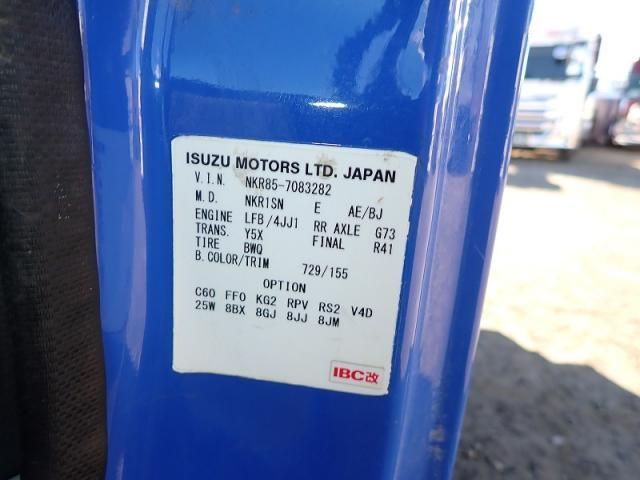 ISUZU MOTORS LTD. JAPAN
V.I.N. NKR85-7083282
M.D. NKR1SN E AE/BJ
ENGINE LFB/4JJ1 RR AXLE G73
TRANS. Y5X FINAL R41
TIRE BWQ
B.COLOR/TRIM 729/155
OPTION
C60 FF0 KG2 RPV RS2 V4D
25W 8BX 8GJ 8JJ 8JM
IBC改